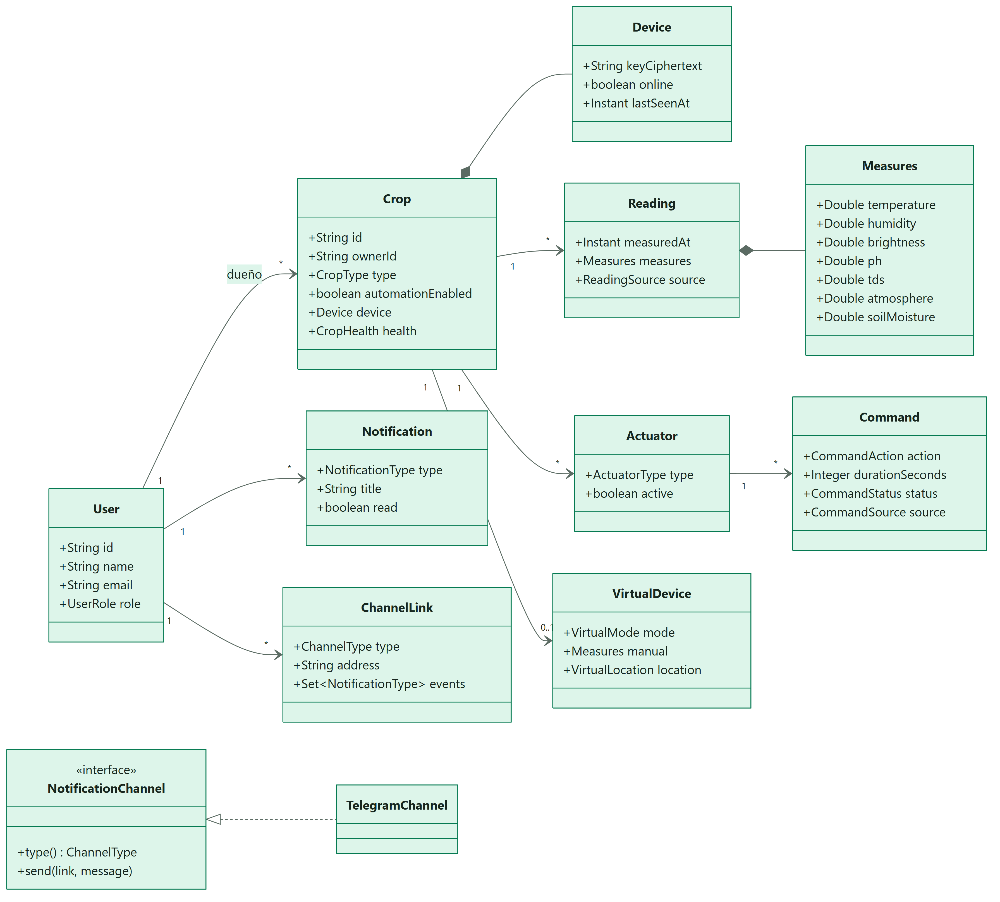 Device
+String keyCiphertext
+boolean online
+Instant lastSeenAt
Measures
+Double temperature
+Double humidity
+Double brightness
+Double ph
+Double tds
+Double atmosphere
+Double soilMoisture
Crop
+String id
+String ownerId
+CropType type
+boolean automationEnabled
+Device device
+CropHealth health
Reading
+Instant measuredAt
+Measures measures
+ReadingSource source
*
1
dueño
*
1
1
1
Notification
+NotificationType type
+String title
+boolean read
Actuator
+ActuatorType type
+boolean active
Command
+CommandAction action
+Integer durationSeconds
+CommandStatus status
+CommandSource source
*
*
1
*
1
1
User
+String id
+String name
+String email
+UserRole role
1
*
ChannelLink
+ChannelType type
+String address
+Set<NotificationType> events
0..1
VirtualDevice
+VirtualMode mode
+Measures manual
+VirtualLocation location
«interface»
NotificationChannel
+type() : ChannelType
+send(link, message)
TelegramChannel